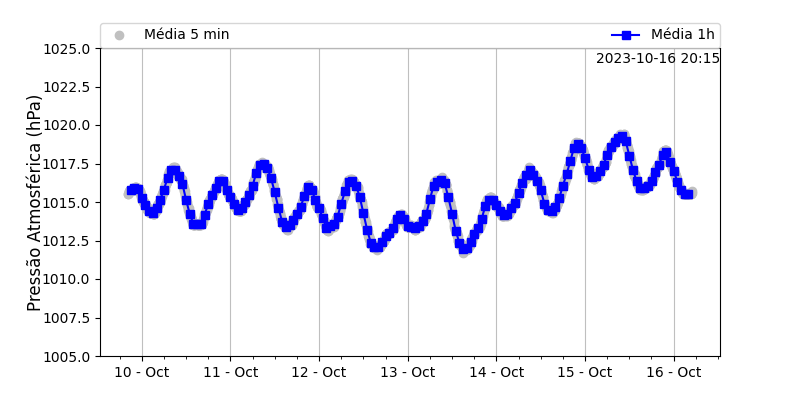 Média 5 min
Média 1h
2023-10-16 20:15
Pressão Atmosférica (hPa)
1025.0
1022.5
1020.0
1017.5
1015.0
1012.5
1010.0
1007.5
1005.0
10 - Oct
11 - Oct
12 - Oct
13 - Oct
14 - Oct
15 - Oct
16 - Oct